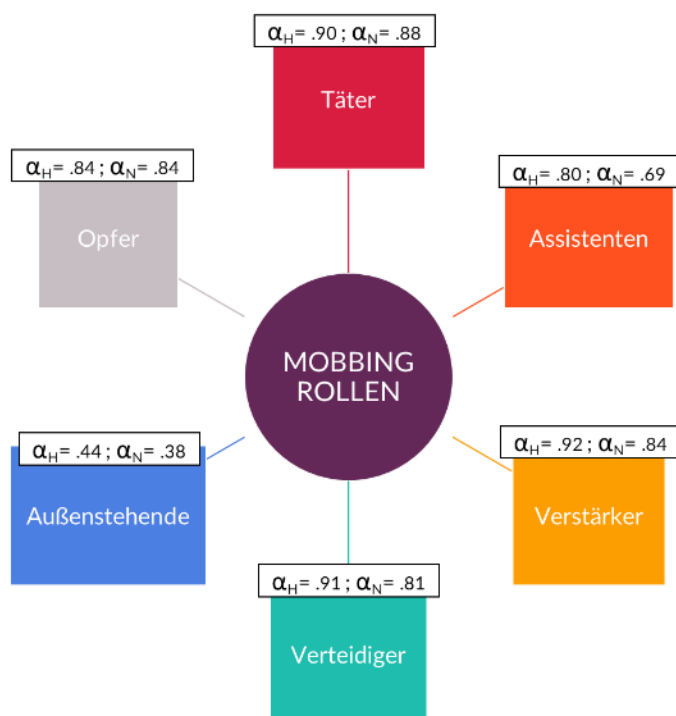 αH= .90 ; αN= .88
Täter
αH= .84 ; αN= .84
Opfer
αH= .80 ; αN= .69
Assistenten
MOBBING
ROLLEN
αH= .44 ; αN= .38
Außenstehende
αH= .92 ; αN= .84
Verstärker
αH= .91 ; αN= .81
Verteidiger